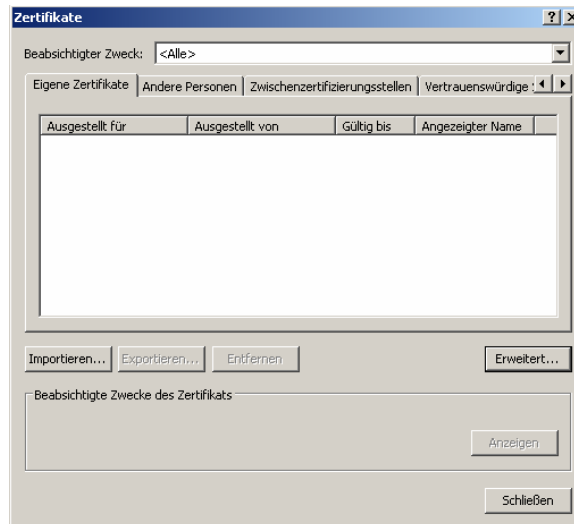 Zertifikate
Beabsichtigter Zweck: <Alle>
Eigene Zertifikate Andere Personen Zwischenzertifizierungsstellen Vertrauenswürdige
Ausgestellt für Ausgestellt von Gültig bis Angezeigter Name
Importieren... Exportieren... Entfernen Erweitert...
Beabsichtigte Zwecke des Zertifikats
Anzeigen
Schließen